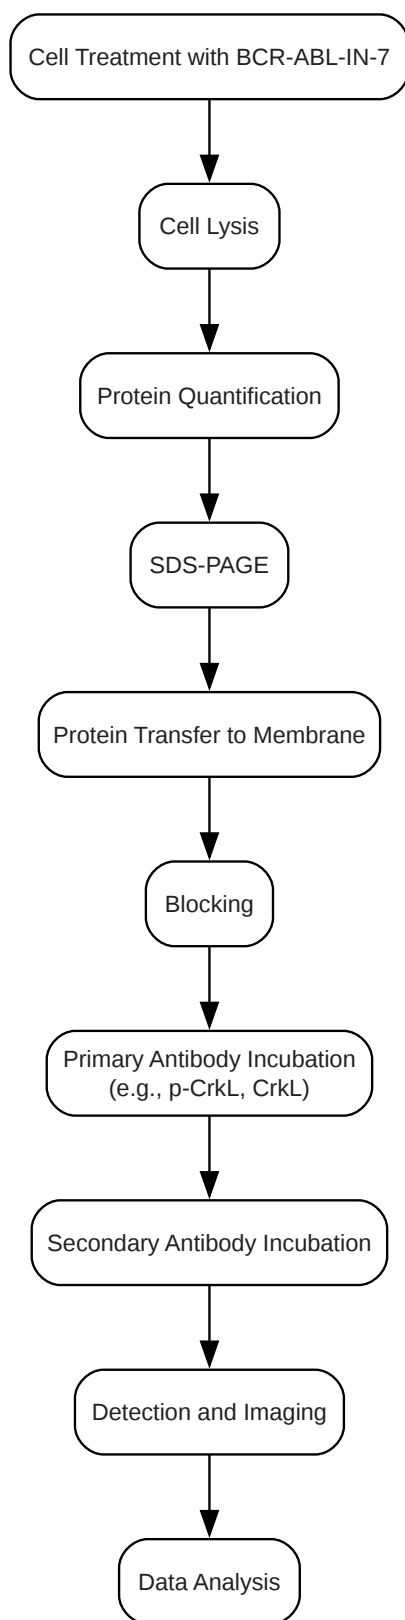 Cell Treatment with BCR-ABL-IN-7
Cell Lysis
Protein Quantification
SDS-PAGE
Protein Transfer to Membrane
Blocking
Primary Antibody Incubation
(e.g., p-CrkL, CrkL)
Secondary Antibody Incubation
Detection and Imaging
Data Analysis